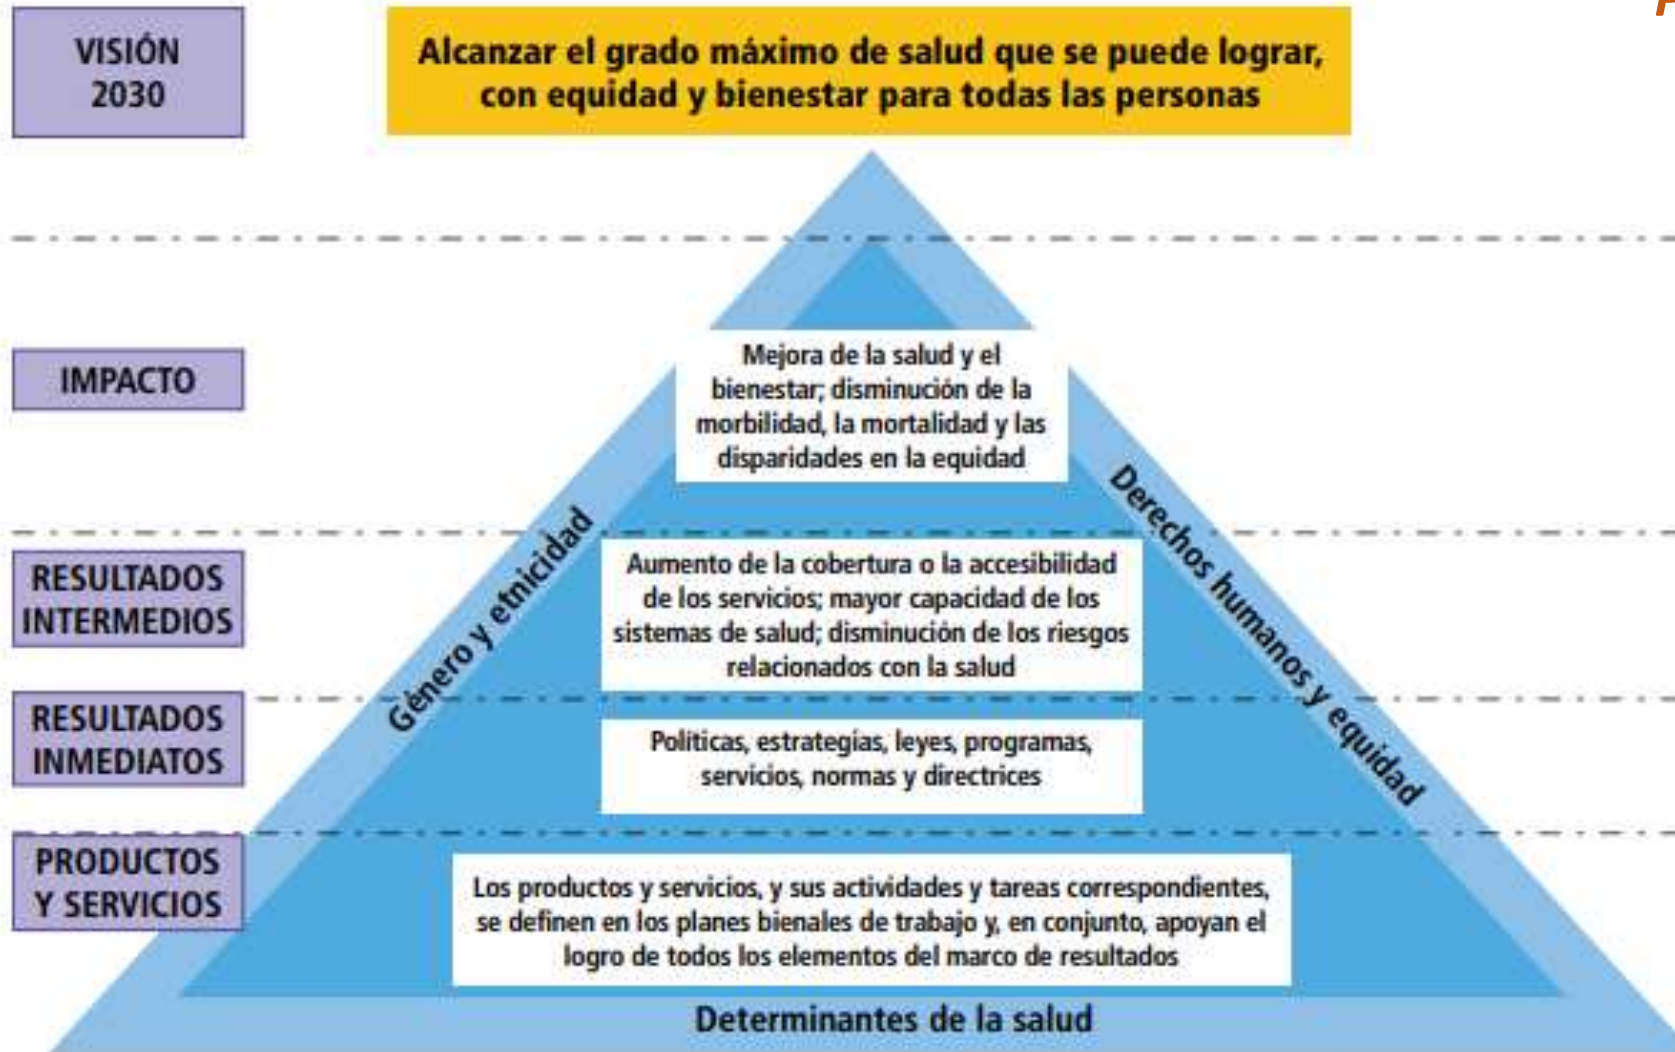 VISIÓN
2030
Alcanzar el grado máximo de salud que se puede lograr,
con equidad y bienestar para todas las personas
IMPACTO
Mejora de la salud y el
bienestar; disminución de la
morbilidad, la mortalidad y las
disparidades en la equidad
Género y etnicidad
Derechos humanos y equidad
RESULTADOS
INTERMEDIOS
Aumento de la cobertura o la accesibilidad
de los servicios; mayor capacidad de los
sistemas de salud; disminución de los riesgos
relacionados con la salud
RESULTADOS
INMEDIATOS
Políticas, estrategias, leyes, programas,
servicios, normas y directrices
PRODUCTOS
Y SERVICIOS
Los productos y servicios, y sus actividades y tareas correspondientes,
se definen en los planes bienales de trabajo y, en conjunto, apoyan el
logro de todos los elementos del marco de resultados
Determinantes de la salud